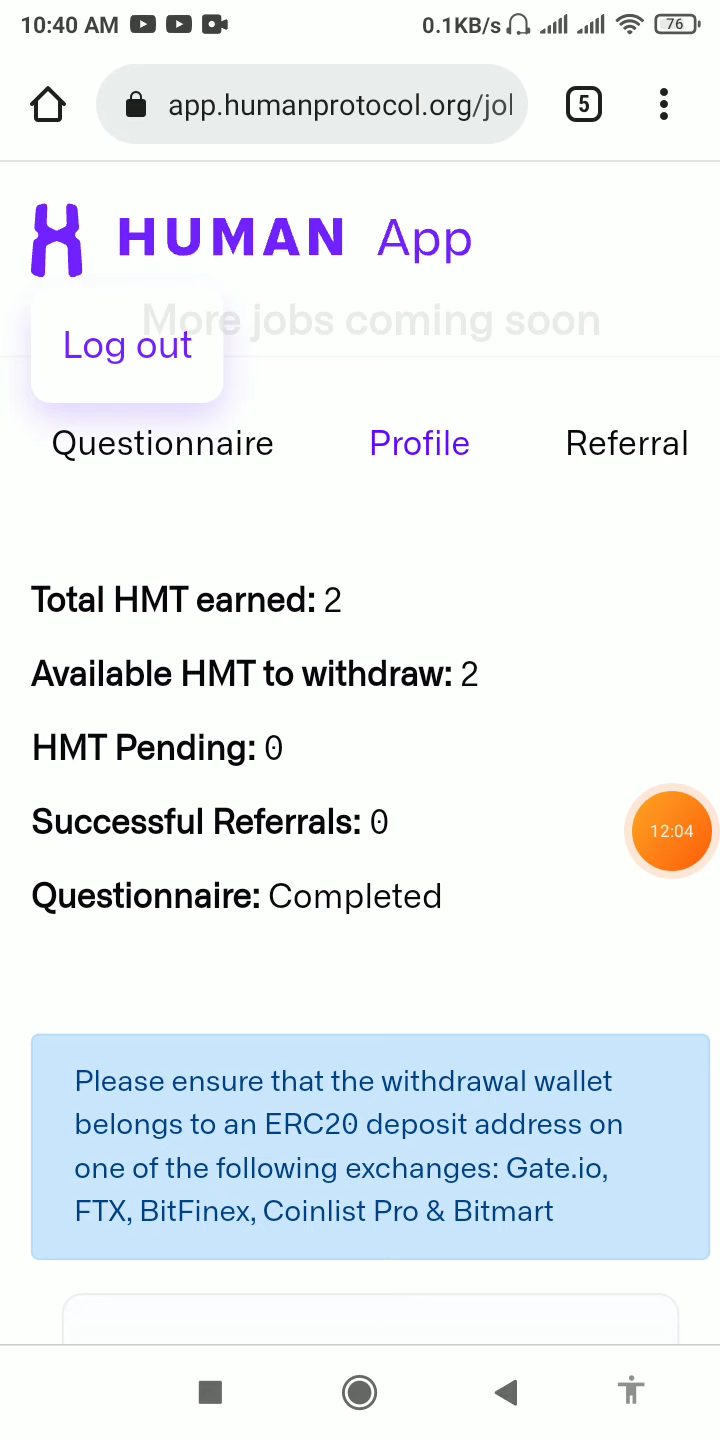 10:40 AM
0.1KB/s
76
app.humanprotocol.org/jol
5
HUMAN App
More jobs coming soon
Log out
Questionnaire Profile Referral
Total HMT earned: 2
Available HMT to withdraw: 2
HMT Pending: 0
Successful Referrals: 0
12:04
Questionnaire: Completed
Please ensure that the withdrawal wallet
belongs to an ERC20 deposit address on
one of the following exchanges: Gate.io,
FTX, BitFinex, Coinlist Pro & Bitmart